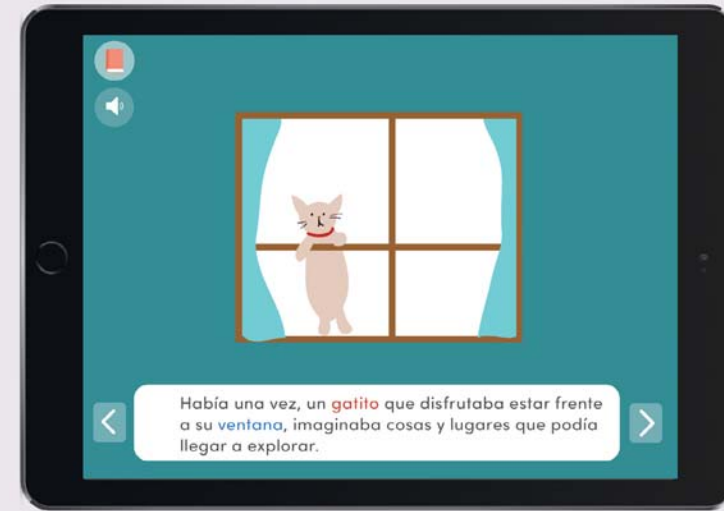 Había una vez, un gatito que disfrutaba estar frente
a su ventana, imaginaba cosas y lugares que podía
llegar a explorar.